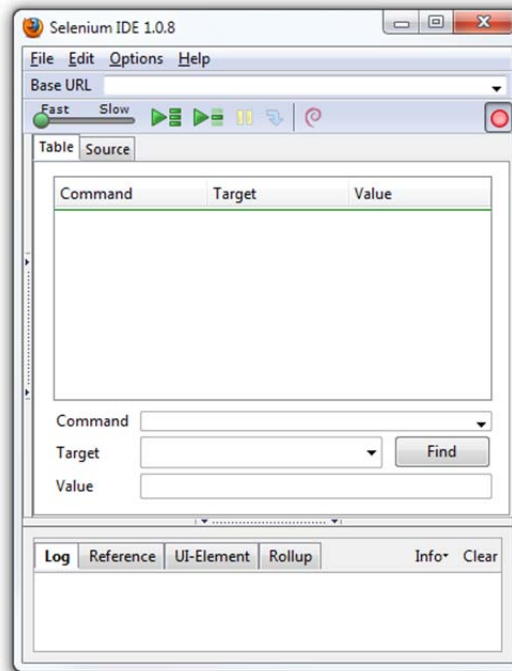 Selenium IDE 1.0.8
File Edit Options Help
Base URL
Fast Slow
Table Source
Command Target Value
Command
Target Find
Value
Log Reference UI-Element Rollup Info Clear